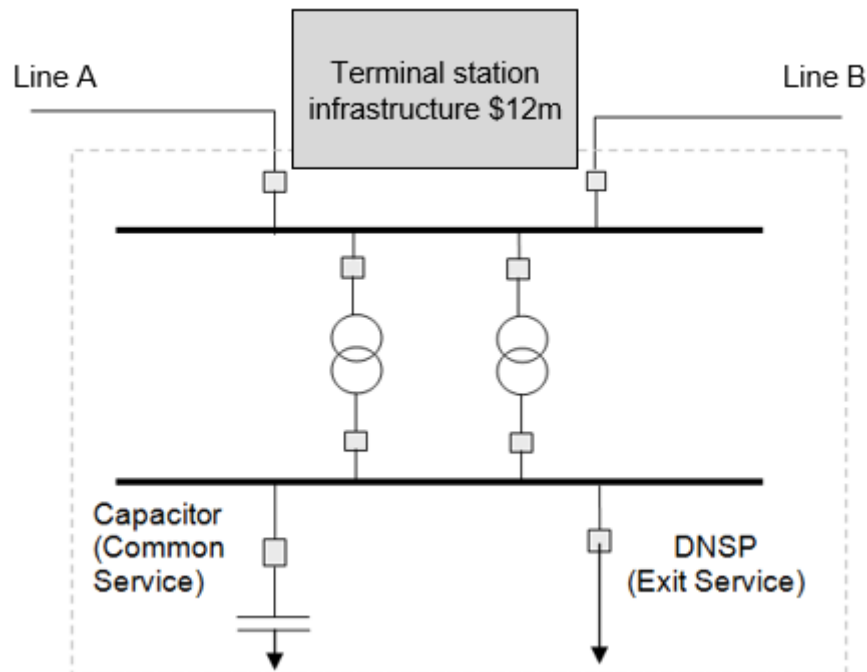 Terminal station
infrastructure $12m
Line A
Line B
Capacitor
(Common
Service)
DNSP
(Exit Service)